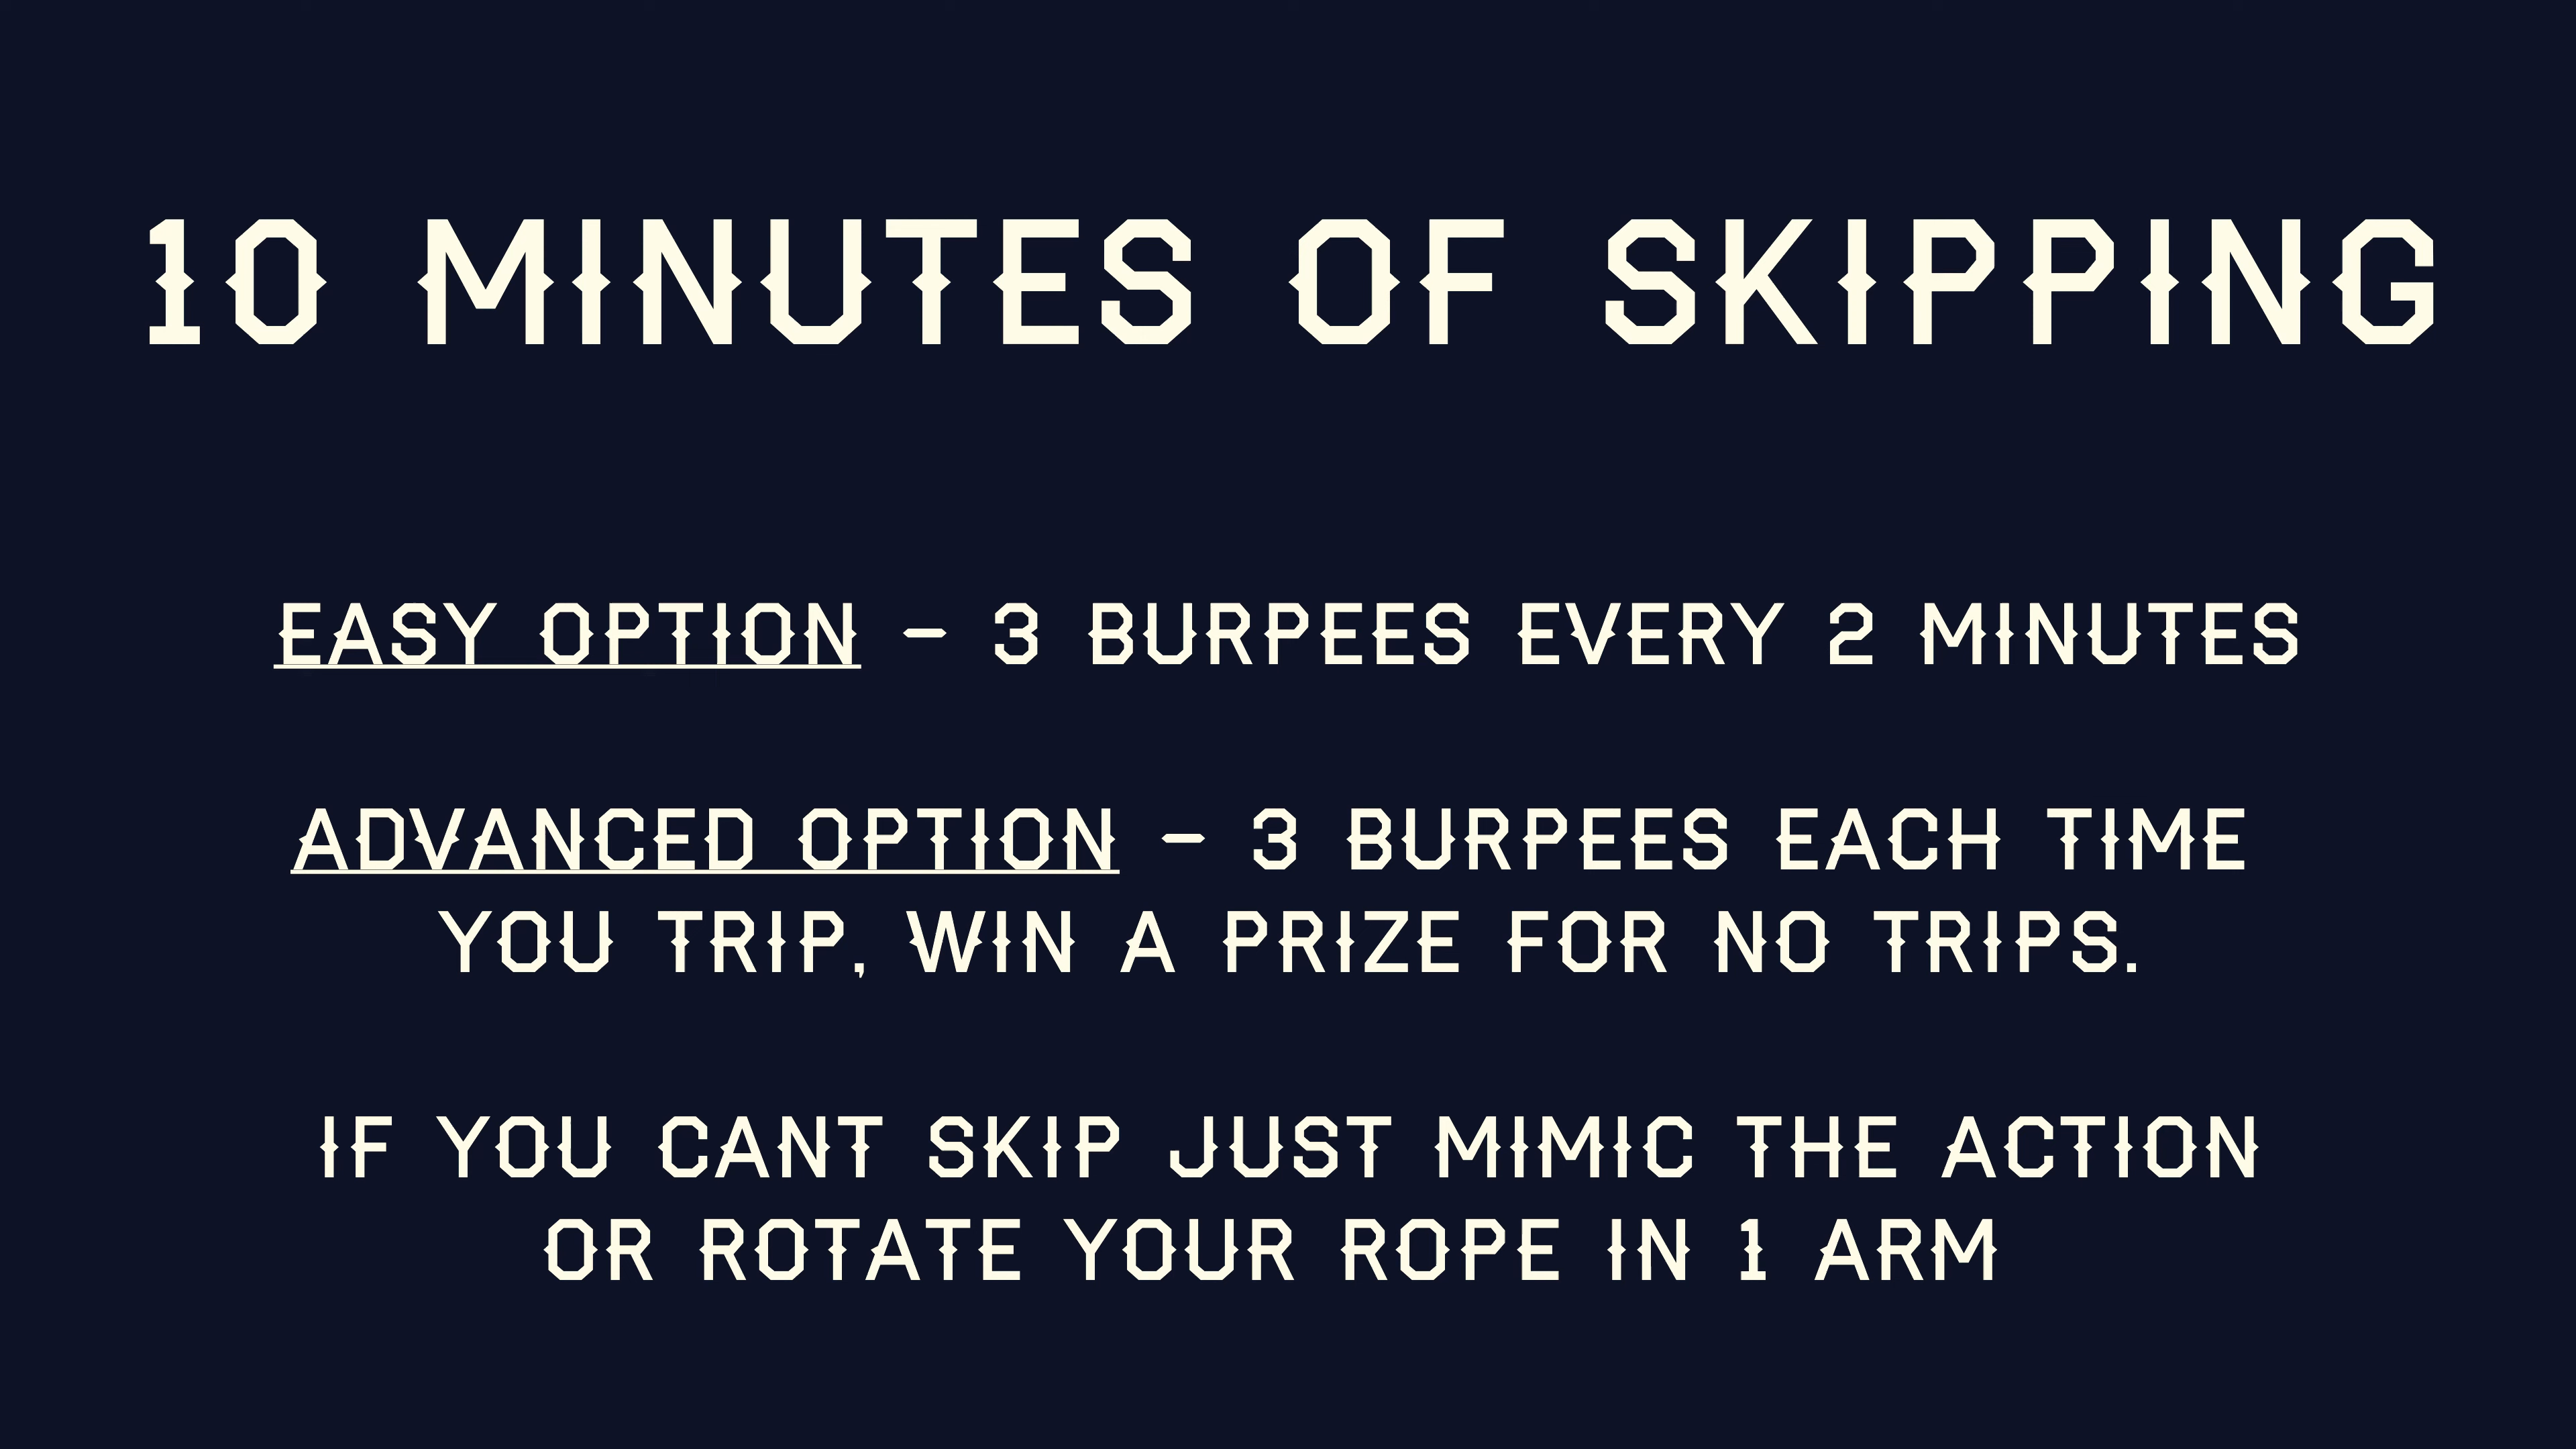 10 MINUTES OF SKIPPING
EASY OPTION - 3 BURPEES EVERY 2 MINUTES
ADVANCED OPTION - 3 BURPEES EACH TIME
YOU TRIP, WIN A PRIZE FOR NO TRIPS.
IF YOU CANT SKIP JUST MIMIC THE ACTION
OR ROTATE YOUR ROPE IN 1 ARM